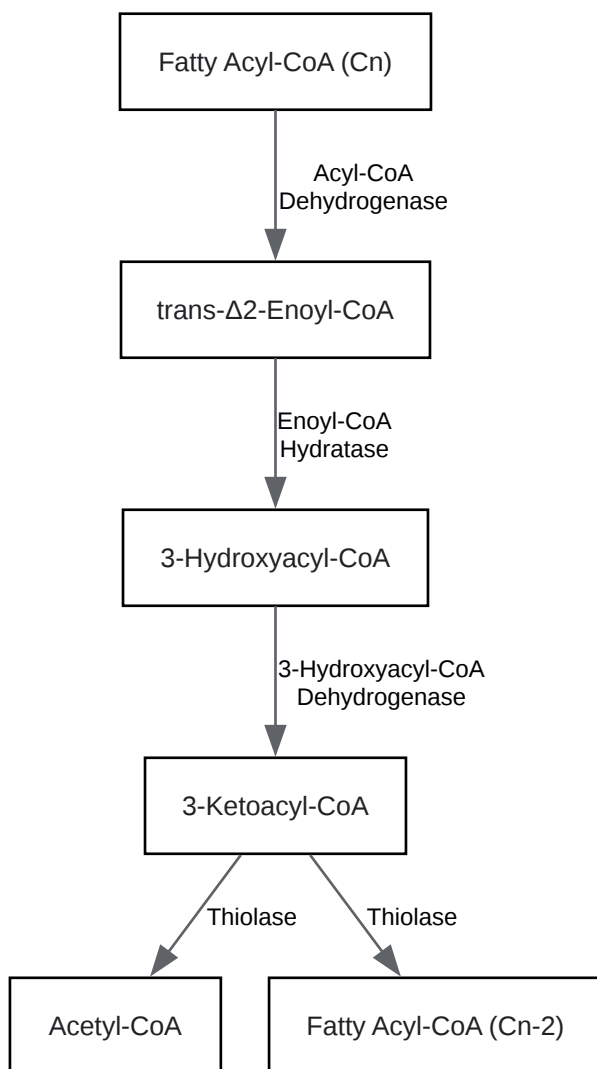 Fatty Acyl-CoA (Cn)
Acyl-CoA
Dehydrogenase
trans-Δ2-Enoyl-CoA
Enoyl-CoA
Hydratase
3-Hydroxyacyl-CoA
3-Hydroxyacyl-CoA
Dehydrogenase
3-Ketoacyl-CoA
Thiolase
Thiolase
Acetyl-CoA
Fatty Acyl-CoA (Cn-2)